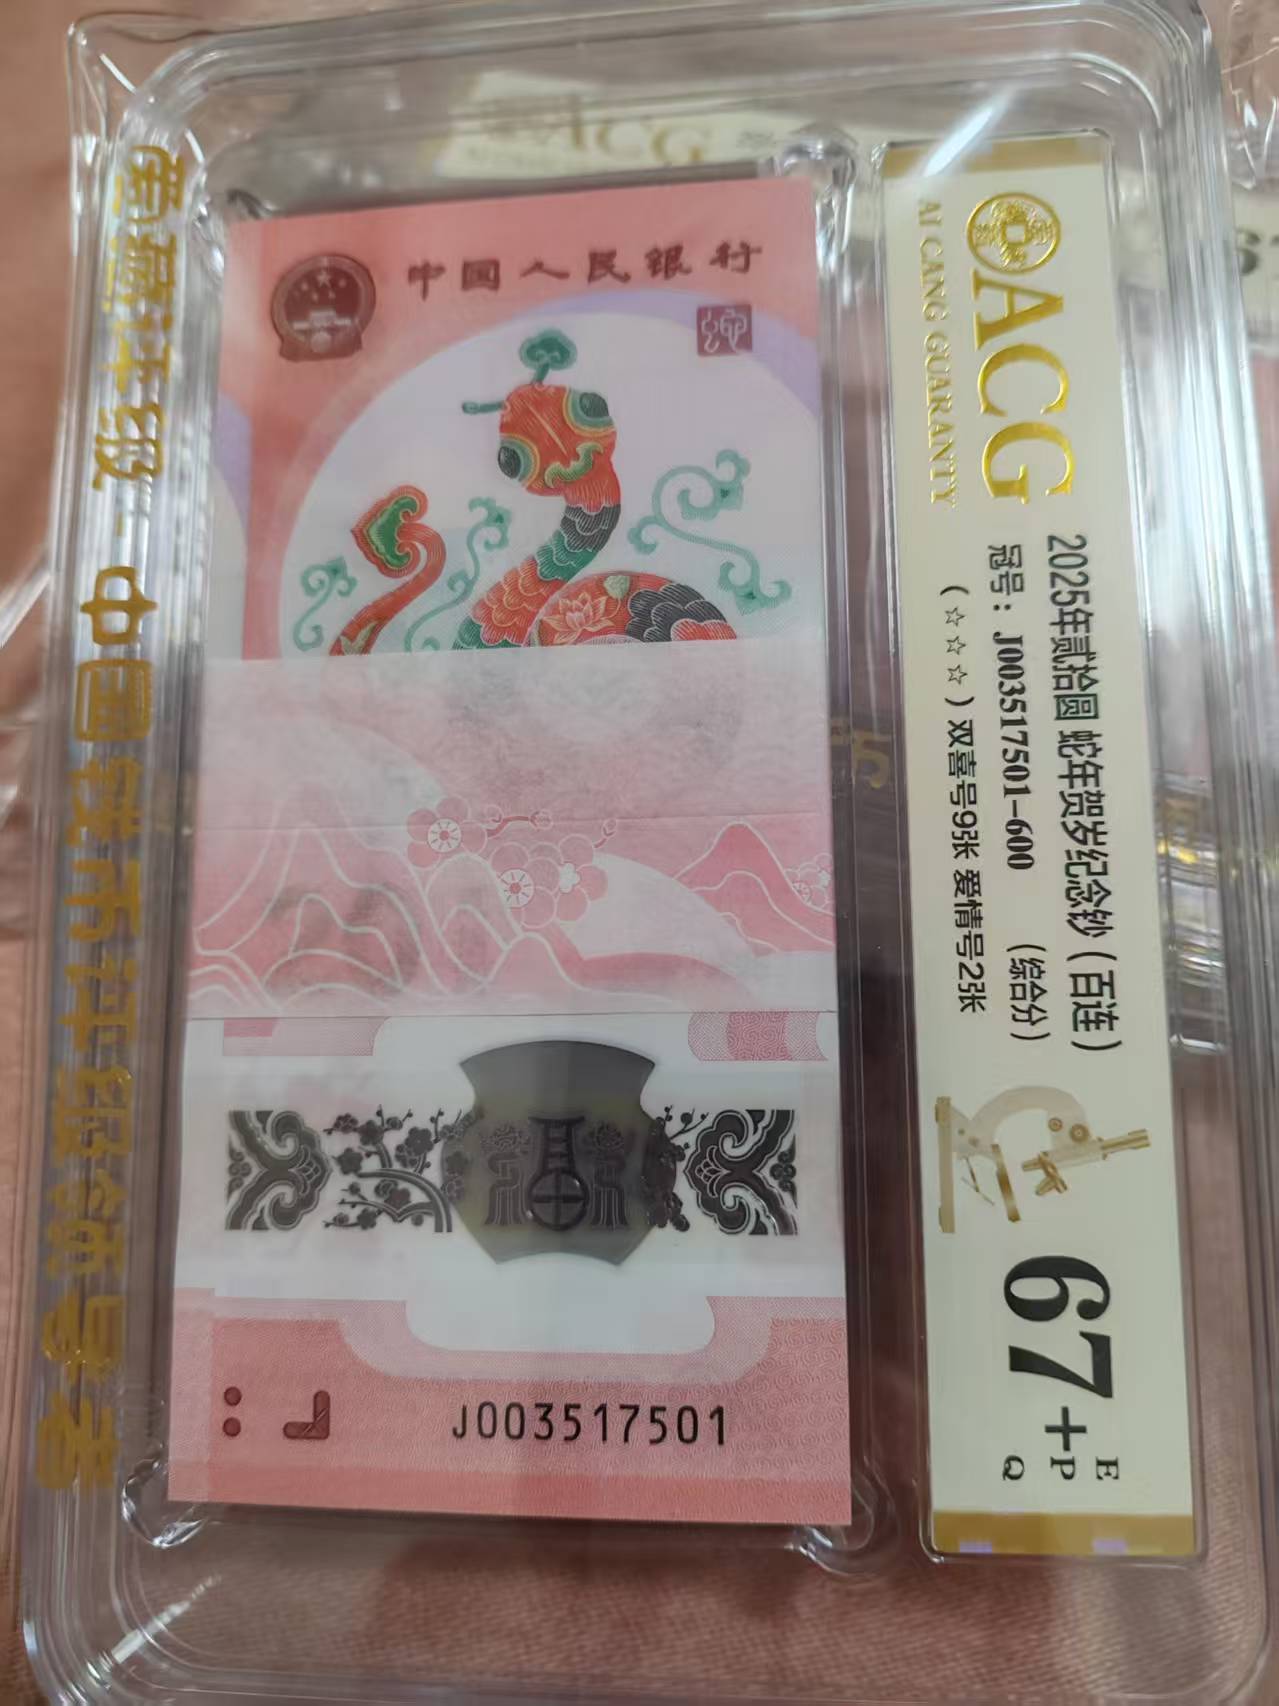 爱藏评级·中国钱币评级领导者
中国人民银行
J003517501
ACG
AI CANG GUARANTY
2025年贰拾圆 蛇年贺岁纪念钞（百连）
冠号：J003517501-600 （综合分）
（☆☆☆）双喜号9张 爱情号2张
67+
E
P
Q
ACG